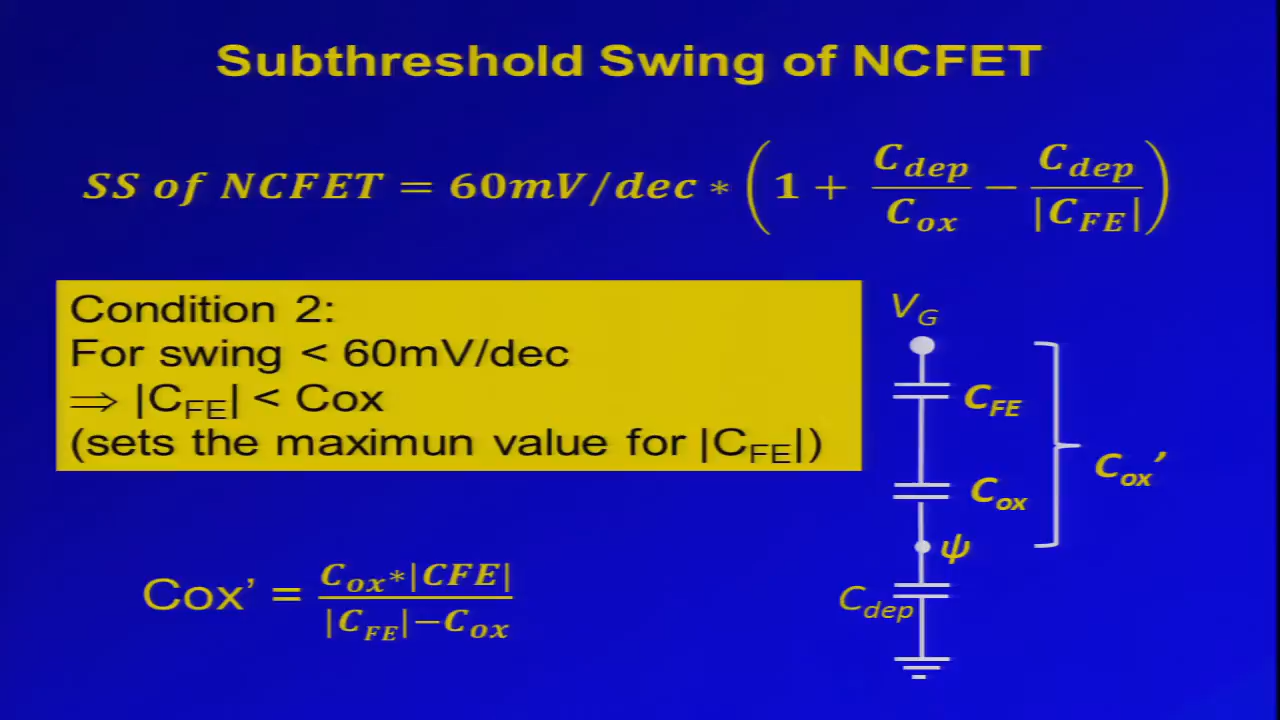 Subthreshold Swing of NCFET
SS of NCFET = 60mV/dec * (1 + C_dep/C_ox − C_dep/|C_FE|)
Condition 2:
For swing < 60mV/dec
⇒ |C_FE| < Cox
(sets the maximun value for |C_FE|)
V_G
C_FE
C_ox
C_ox’
ψ
C_dep
Cox’ = C_ox*|CFE| / |C_FE|−C_ox